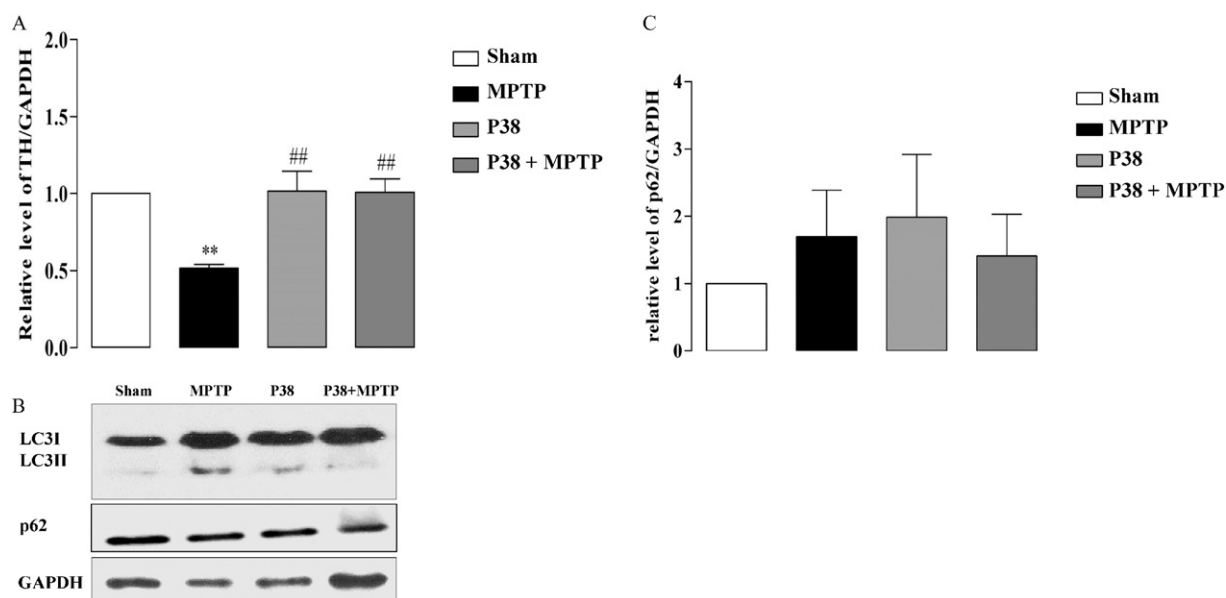 A
Relative level of TH/GAPDH
2.0
1.5
1.0
0.5
0.0
**
##
##
Sham
MPTP
P38
P38 + MPTP
C
relative level of p62/GAPDH
4
3
2
1
0
Sham
MPTP
P38
P38 + MPTP
B
Sham MPTP P38 P38+MPTP
LC3I
LC3II
p62
GAPDH